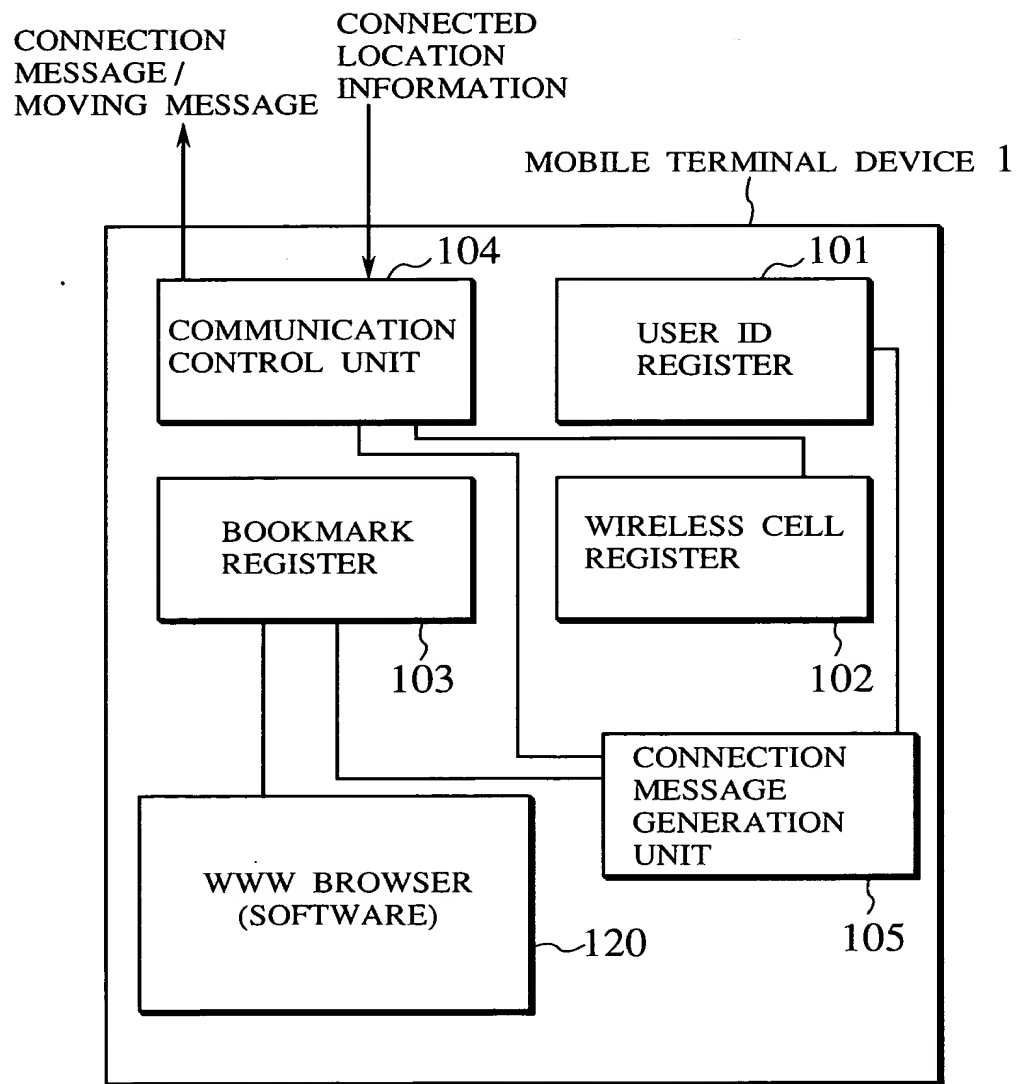 CONNECTION
MESSAGE/
MOVING MESSAGE
CONNECTED
LOCATION
INFORMATION
MOBILE TERMINAL DEVICE 1
104
COMMUNICATION
CONTROL UNIT
101
USER ID
REGISTER
BOOKMARK
REGISTER
103
WIRELESS CELL
REGISTER
102
CONNECTION
MESSAGE
GENERATION
UNIT
105
WWW BROWSER
(SOFTWARE)
120